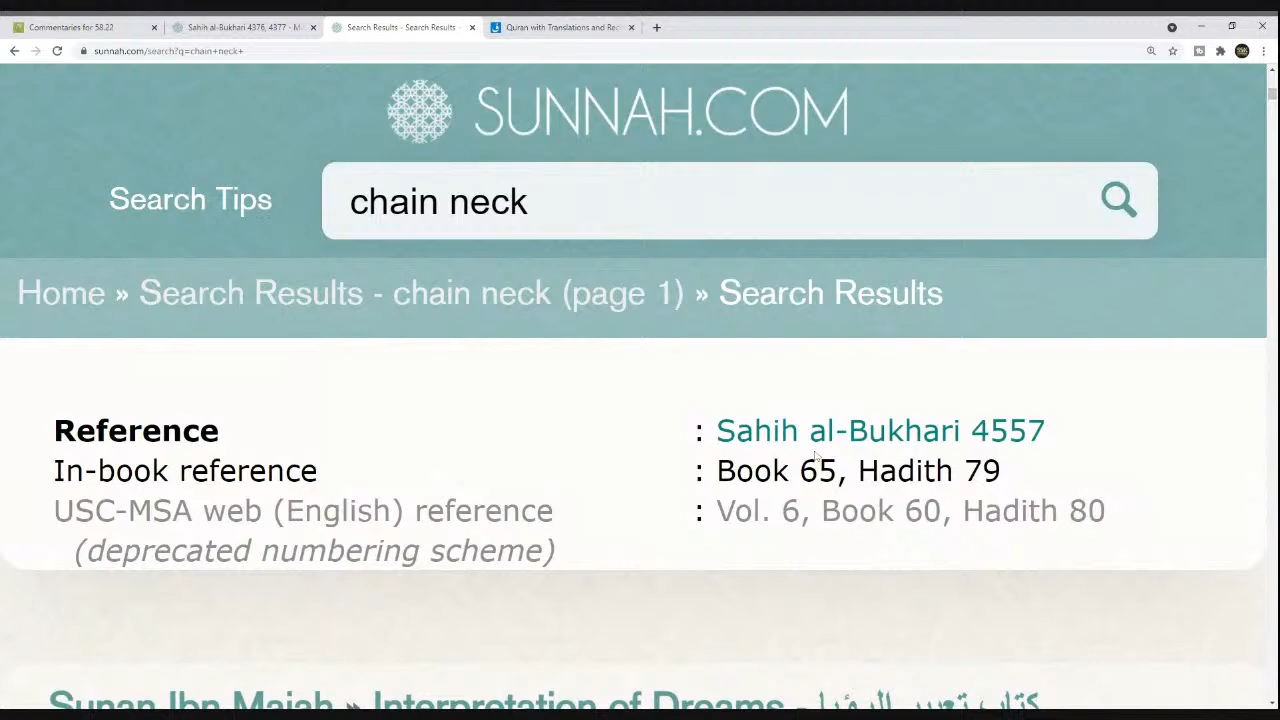 Commentaries for 58.22
Sahih al-Bukhari 4376, 4377 - Mi
Search Results - Search Results -
Quran with Translations and Rec
sunnah.com/search?q=chain+neck+
SUNNAH.COM
Search Tips
chain neck
Home » Search Results - chain neck (page 1) » Search Results
Reference : Sahih al-Bukhari 4557
In-book reference : Book 65, Hadith 79
USC-MSA web (English) reference : Vol. 6, Book 60, Hadith 80
(deprecated numbering scheme)
Sunan Ibn Majah » Interpretation of Dreams - كتاب تعبير الرؤيا